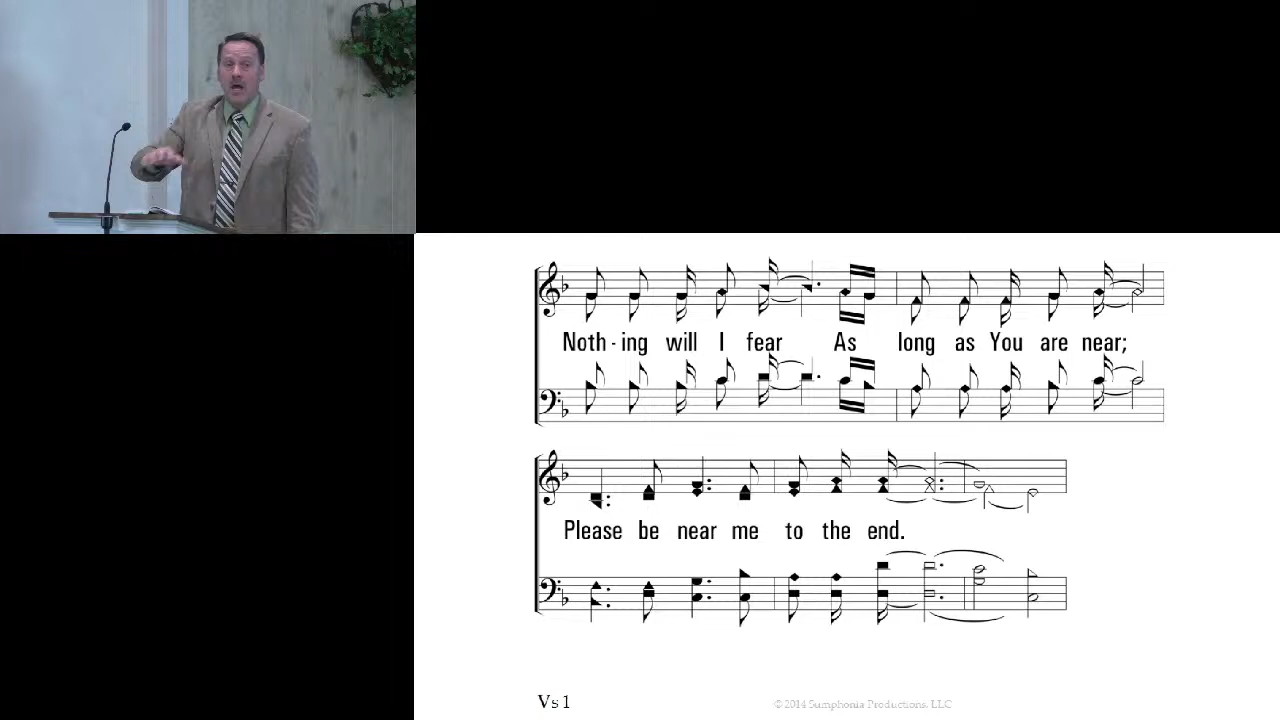 Noth - ing will I fear As long as You are near;
Please be near me to the end.
Vs 1
© 2014 Sumphonia Productions, LLC